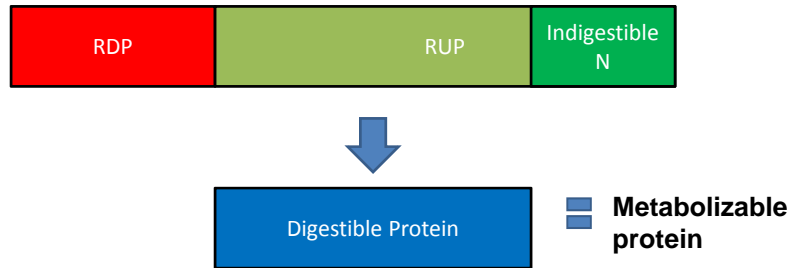 RDP
RUP
Indigestible
N
Digestible Protein
Metabolizable
protein